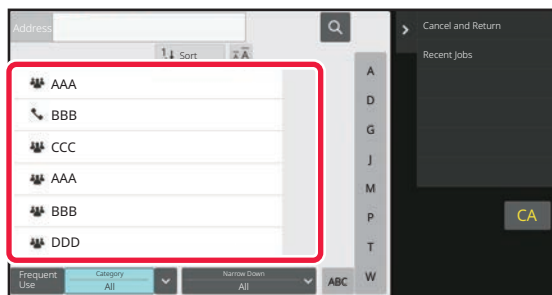 Address
Cancel and Return
Sort
Recent Jobs
A
AAA
D
BBB
G
CCC
J
AAA
M
BBB
P
CA
DDD
T
Frequent Use
Category All
Narrow Down All
ABC
W